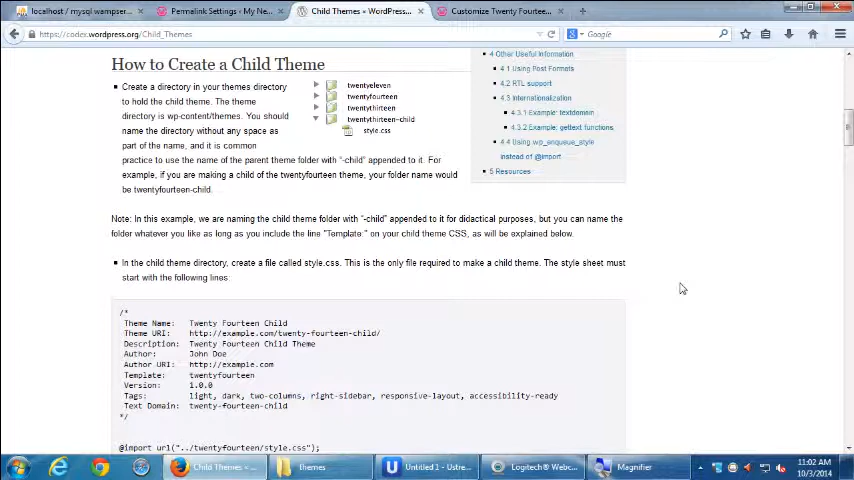 localhost / mysql wampser...
Permalink Settings ‹ My Ne...
Child Themes « WordPress...
Customize Twenty Fourtee...
https://codex.wordpress.org/Child_Themes
Google
How to Create a Child Theme
Create a directory in your themes directory
to hold the child theme. The theme
directory is wp-content/themes. You should
name the directory without any space as
part of the name, and it is common
practice to use the name of the parent theme folder with "-child" appended to it. For
example, if you are making a child of the twentyfourteen theme, your folder name would
be twentyfourteen-child.
twentyeleven
twentyfourteen
twentythirteen
twentythirteen-child
style.css
4 Other Useful Information
4.1 Using Post Formats
4.2 RTL support
4.3 Internationalization
4.3.1 Example: textdomain
4.3.2 Example: gettext functions
4.4 Using wp_enqueue_style
instead of @import
5 Resources
Note: In this example, we are naming the child theme folder with "-child" appended to it for didactical purposes, but you can name the
folder whatever you like as long as you include the line "Template:" on your child theme CSS, as will be explained below.
In the child theme directory, create a file called style.css. This is the only file required to make a child theme. The style sheet must
start with the following lines:
/*
Theme Name: Twenty Fourteen Child
Theme URI: http://example.com/twenty-fourteen-child/
Description: Twenty Fourteen Child Theme
Author: John Doe
Author URI: http://example.com
Template: twentyfourteen
Version: 1.0.0
Tags: light, dark, two-columns, right-sidebar, responsive-layout, accessibility-ready
Text Domain: twenty-fourteen-child
*/
@import url("../twentyfourteen/style.css");
Child Themes « ...
Themes
Untitled 1 - Ustre...
Logitech® Webc...
Magnifier
11:02 AM
10/3/2014